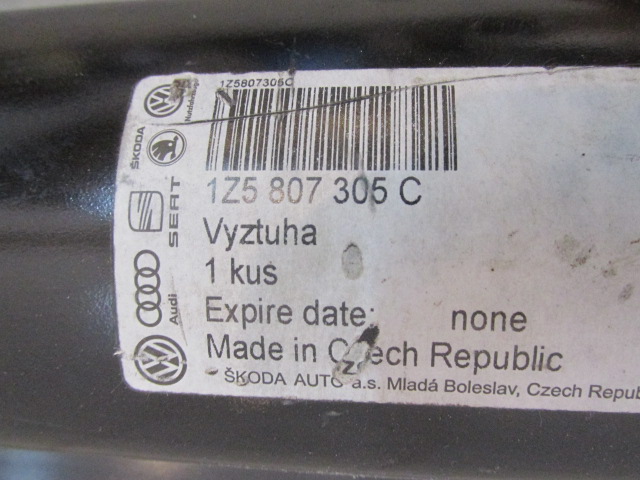 1Z5807305C
1Z5 807 305 C
Vyztuha
1 kus
Expire date: none
Made in Czech Republic
ŠKODA AUTO a.s. Mladá Boleslav, Czech Repub
ŠKODA
SEAT
Audi